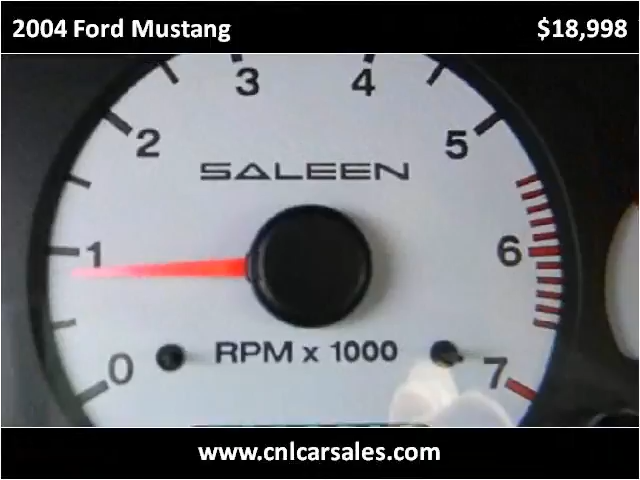 2004 Ford Mustang $18,998
3 4
2 5
SALEEN
1 6
RPM x 1000
0 7
www.cnlcarsales.com